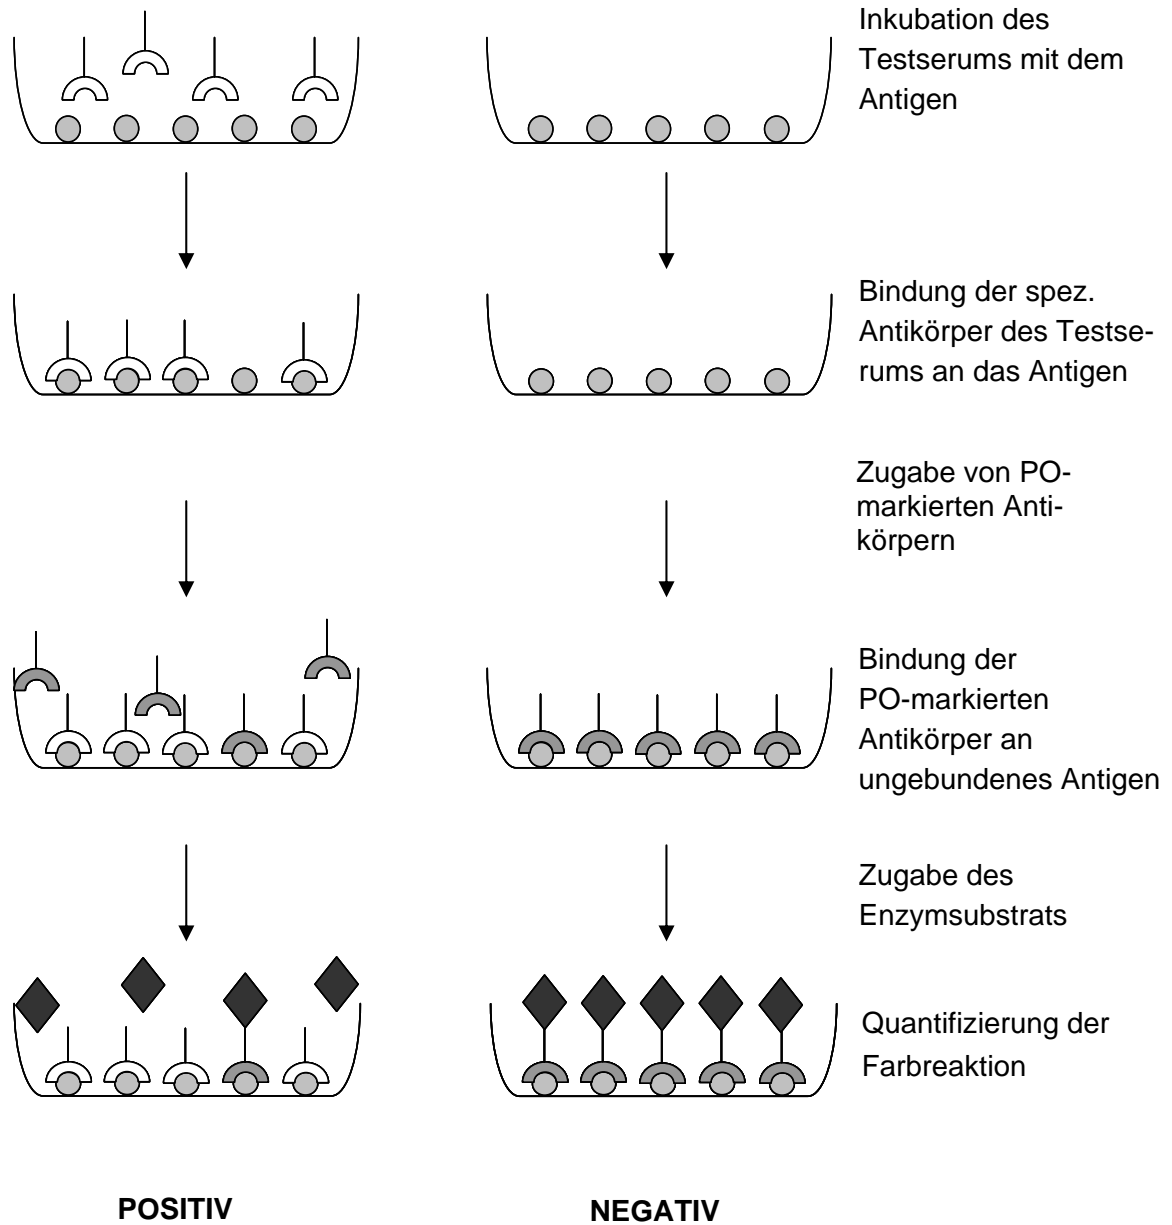 Inkubation des
Testserums mit dem
Antigen
Bindung der spez.
Antikörper des Testse-
rums an das Antigen
Zugabe von PO-
markierten Anti-
körpern
Bindung der
PO-markierten
Antikörper an
ungebundenes Antigen
Zugabe des
Enzymsubstrats
Quantifizierung der
Farbreaktion
POSITIV
NEGATIV